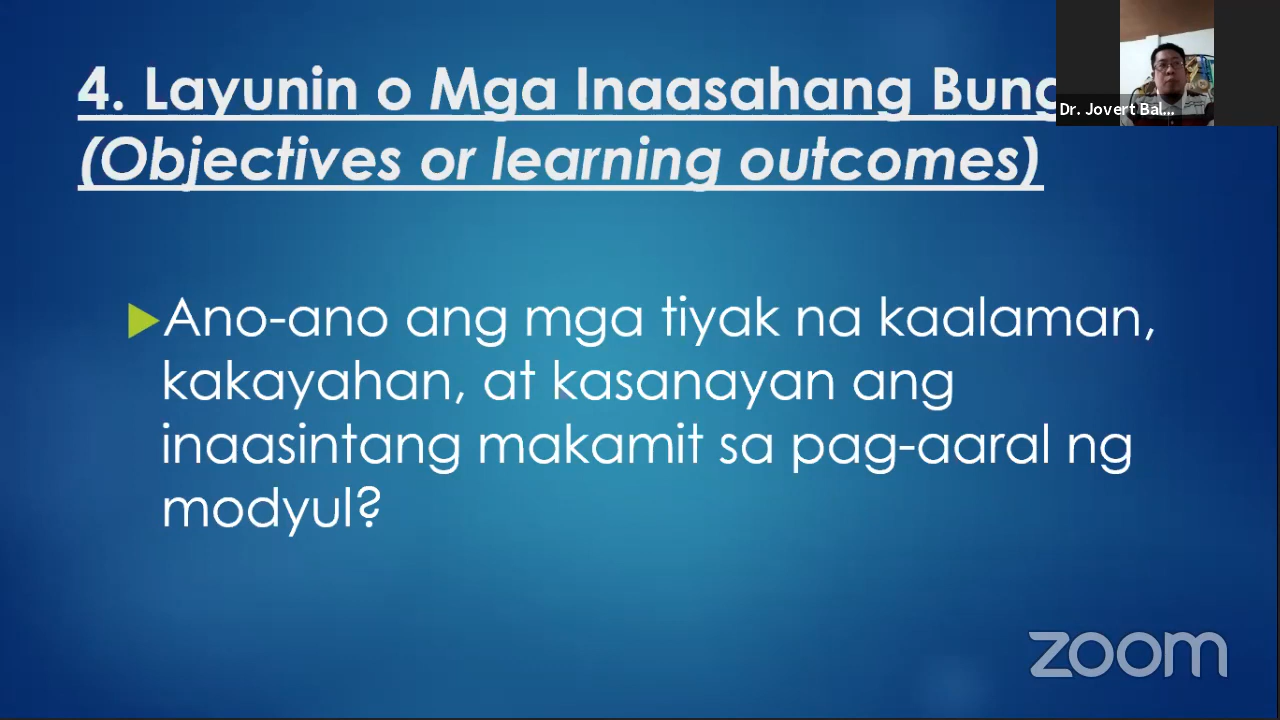 4. Layunin o Mga Inaasahang Bung
(Objectives or learning outcomes)
Dr. Jovert Bal...
Ano-ano ang mga tiyak na kaalaman,
kakayahan, at kasanayan ang
inaasintang makamit sa pag-aaral ng
modyul?
zoom